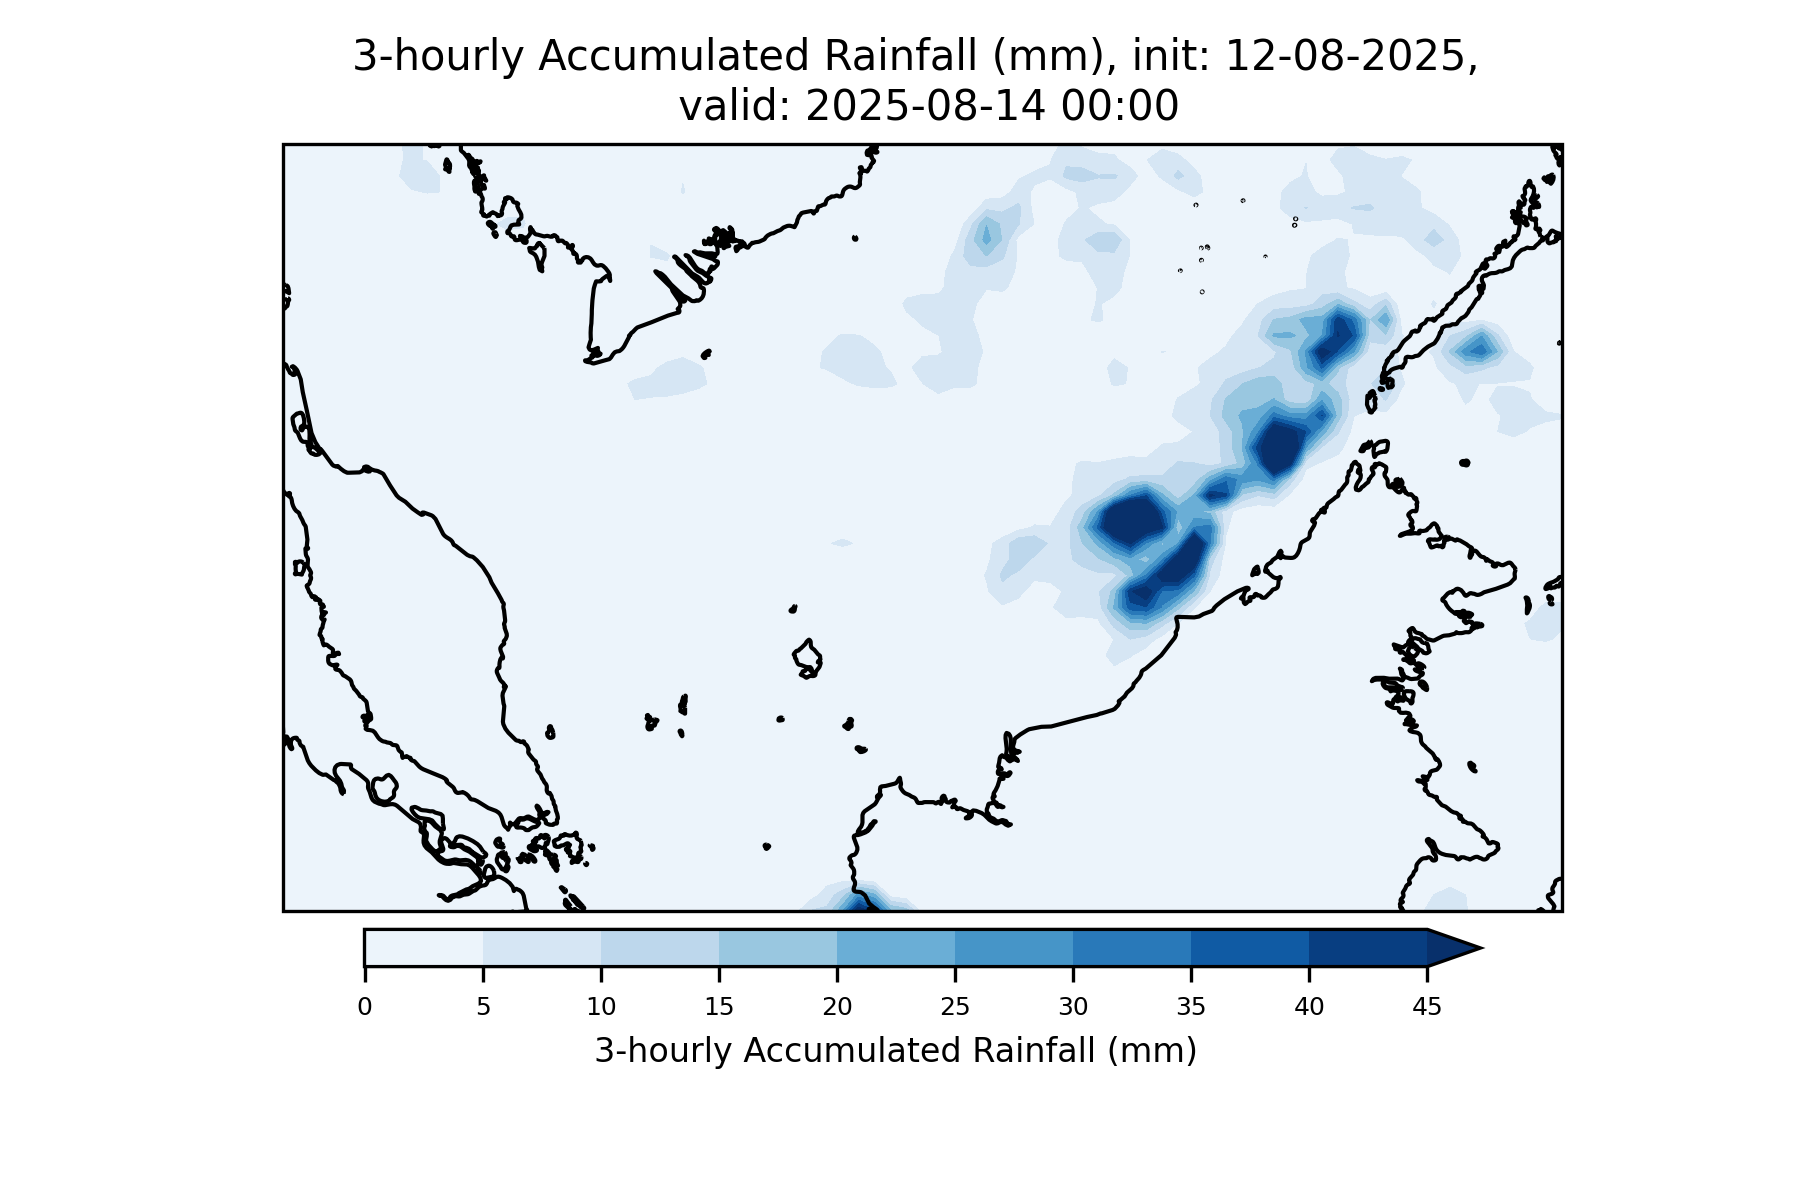 3-hourly Accumulated Rainfall (mm), init: 12-08-2025,
valid: 2025-08-14 00:00
0 5 10 15 20 25 30 35 40 45
3-hourly Accumulated Rainfall (mm)